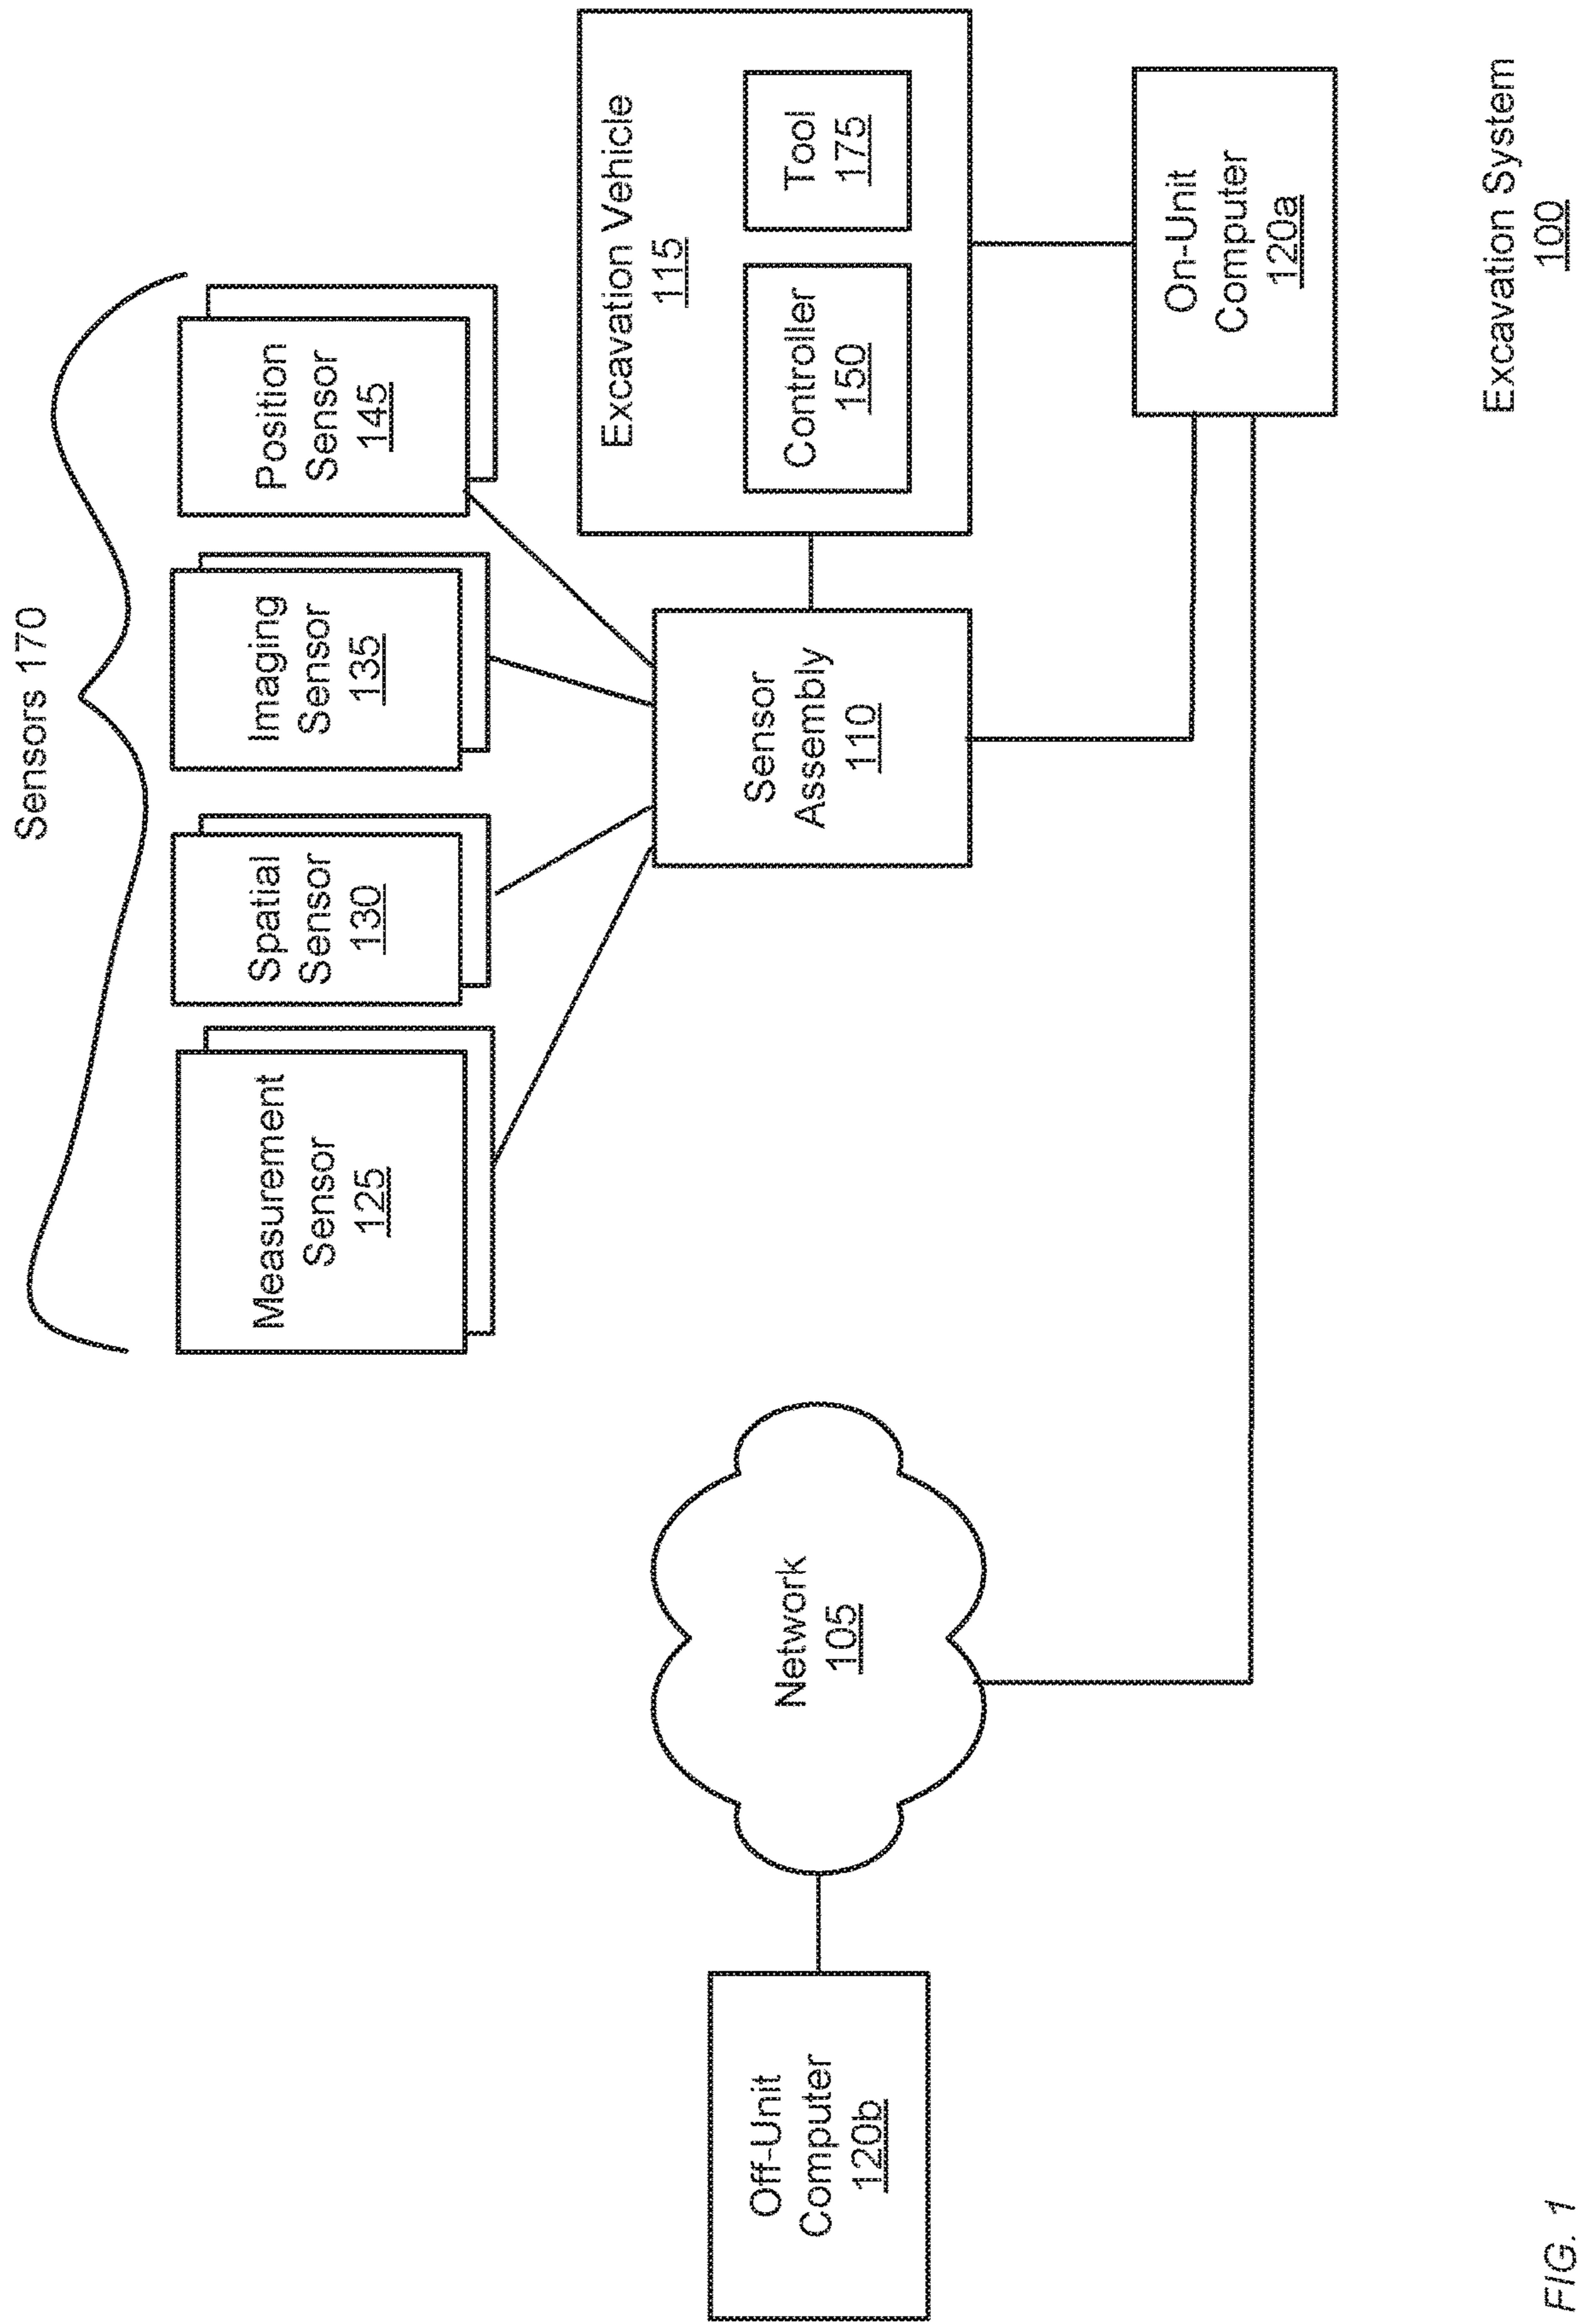 Sensors 170
Measurement
Sensor
125
Spatial
Sensor
130
Imaging
Sensor
135
Position
Sensor
145
Excavation Vehicle
115
Controller
150
Tool
175
Sensor
Assembly
110
Network
105
Off-Unit
Computer
120b
On-Unit
Computer
120a
Excavation System
100
FIG. 1